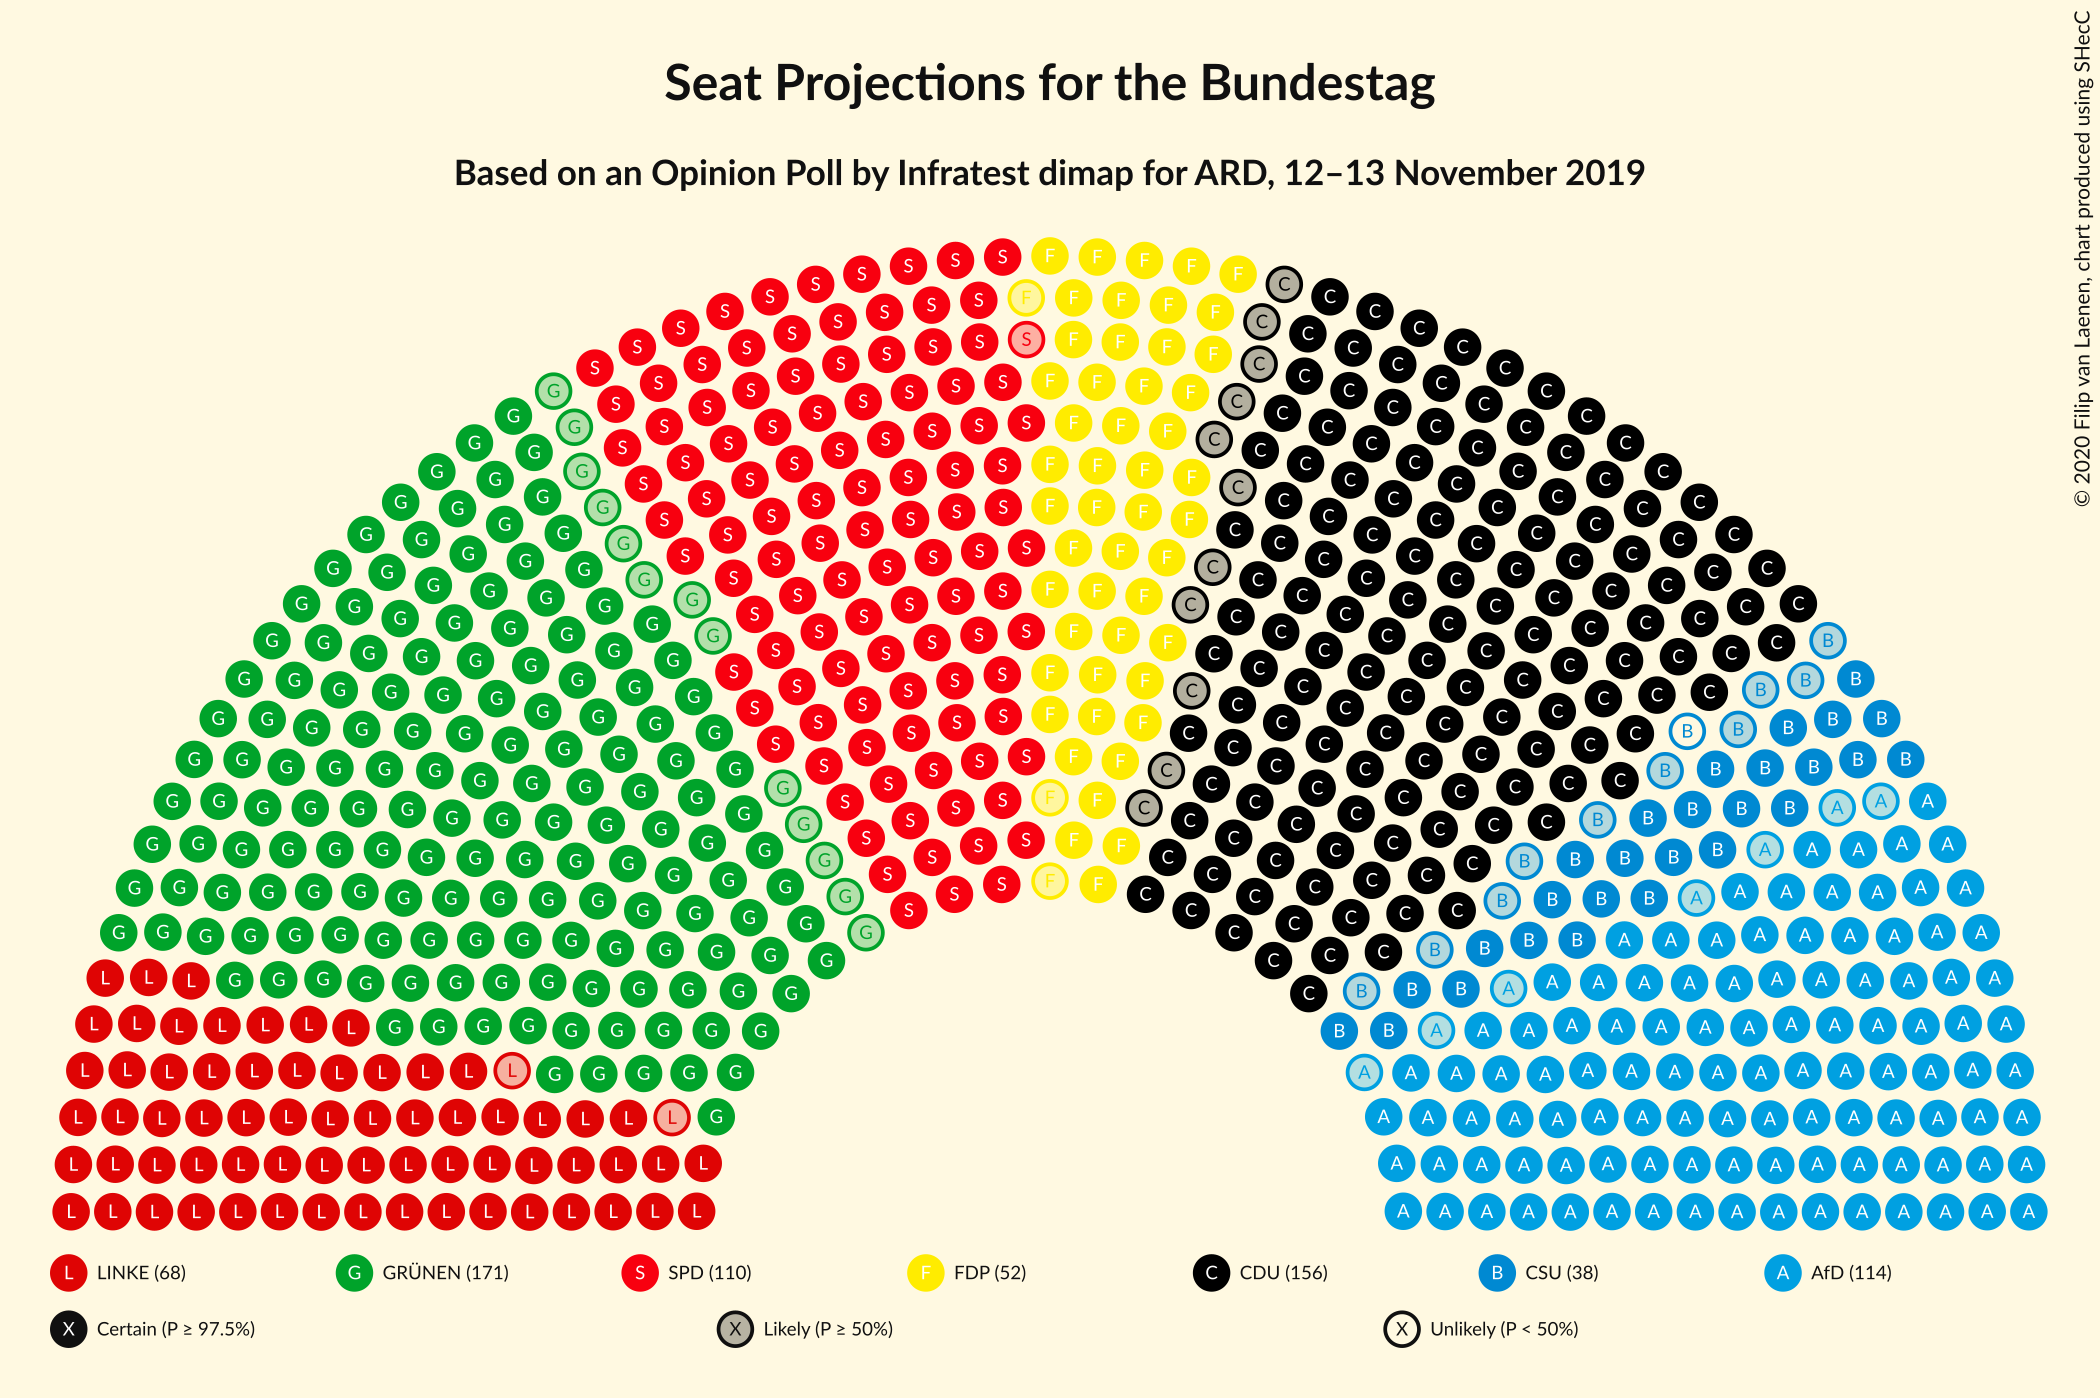 Seat Projections for the Bundestag
Based on an Opinion Poll by Infratest dimap for ARD, 12–13 November 2019
© 2020 Filip van Laenen, chart produced using SHecC
L LINKE (68) G GRÜNEN (171) S SPD (110) F FDP (52) C CDU (156) B CSU (38) A AfD (114)
X Certain (P ≥ 97.5%) X Likely (P ≥ 50%) X Unlikely (P < 50%)